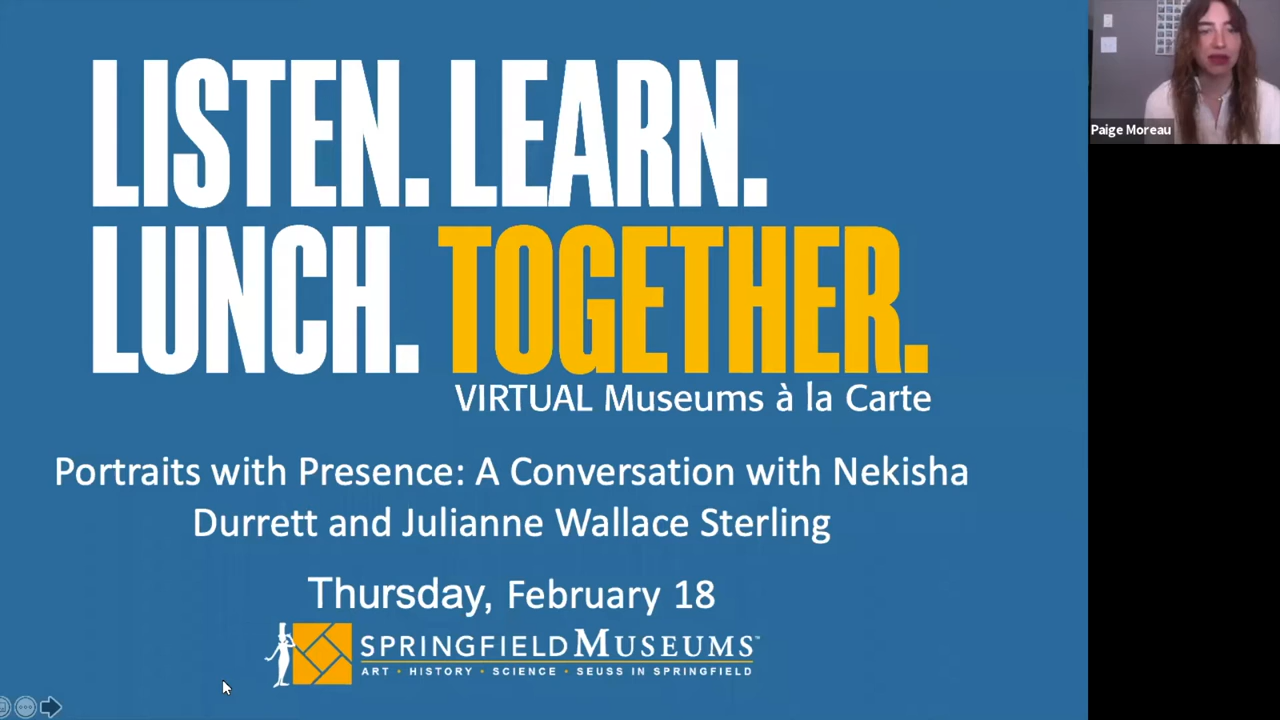 LISTEN. LEARN.
LUNCH. TOGETHER.
VIRTUAL Museums à la Carte
Portraits with Presence: A Conversation with Nekisha
Durrett and Julianne Wallace Sterling
Thursday, February 18
SPRINGFIELD MUSEUMS™
ART • HISTORY • SCIENCE • SEUSS IN SPRINGFIELD
Paige Moreau